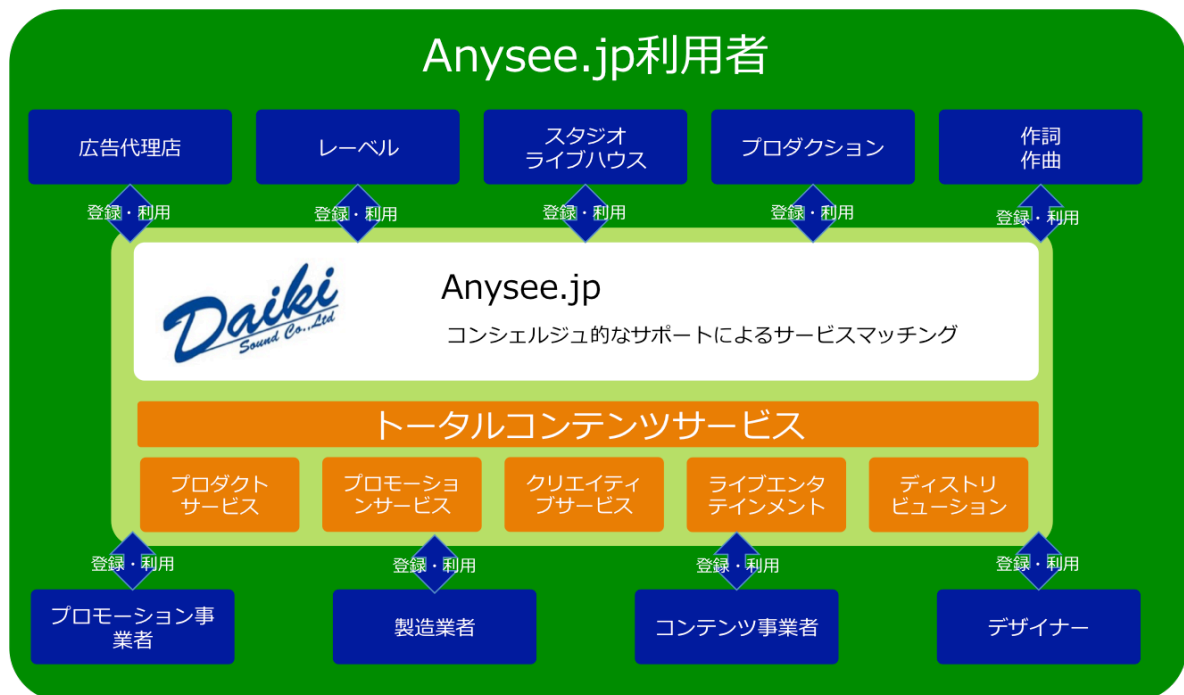 Anysee.jp利用者
広告代理店
レーベル
スタジオ
ライブハウス
プロダクション
作詞
作曲
登録・利用
登録・利用
登録・利用
登録・利用
登録・利用
Daiki
Sound Co.,Ltd
Anysee.jp
コンシェルジュ的なサポートによるサービスマッチング
トータルコンテンツサービス
プロダクト
サービス
プロモーショ
ンサービス
クリエイティ
ブサービス
ライブエンタ
テインメント
ディストリ
ビューション
登録・利用
登録・利用
登録・利用
登録・利用
プロモーション事
業者
製造業者
コンテンツ事業者
デザイナー